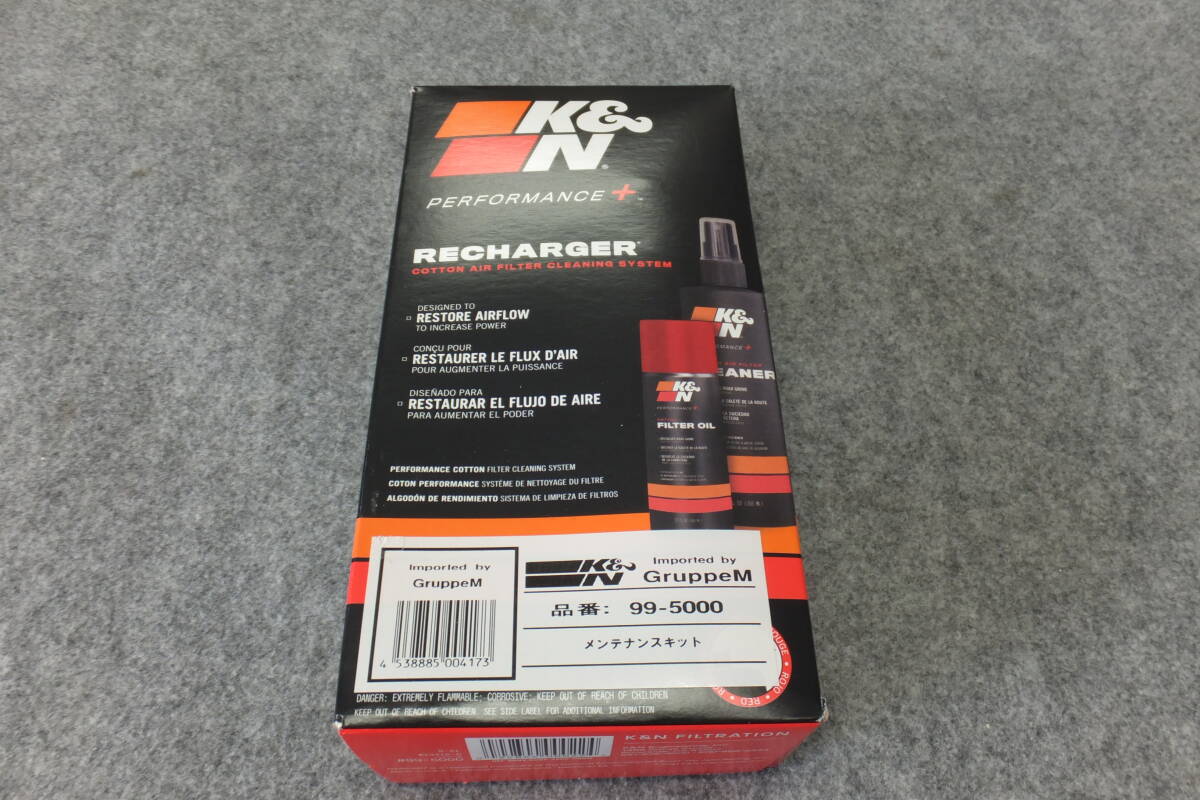 K&N
PERFORMANCE +™
RECHARGER
COTTON AIR FILTER CLEANING SYSTEM
DESIGNED TO
RESTORE AIRFLOW
TO INCREASE POWER
CONÇU POUR
RESTAURER LE FLUX D'AIR
POUR AUGMENTER LA PUISSANCE
DISEÑADO PARA
RESTAURAR EL FLUJO DE AIRE
PARA AUMENTAR EL PODER
K&N
EANER
K&N
PERFORMANCE +
FILTER OIL
PERFORMANCE COTTON FILTER CLEANING SYSTEM
COTON PERFORMANCE SYSTÈME DE NETTOYAGE DU FILTRE
ALGODÓN DE RENDIMIENTO SISTEMA DE LIMPIEZA DE FILTROS
Imported by
GruppeM
4 538885 004173
K&N
Imported by
GruppeM
品番: 99-5000
メンテナンスキット
ROUGE • ROJO • RED
DANGER: EXTREMELY FLAMMABLE; CORROSIVE; KEEP OUT OF REACH OF CHILDREN
KEEP OUT OF REACH OF CHILDREN SEE SIDE LABEL FOR ADDITIONAL INFORMATION
K&N FILTRATION